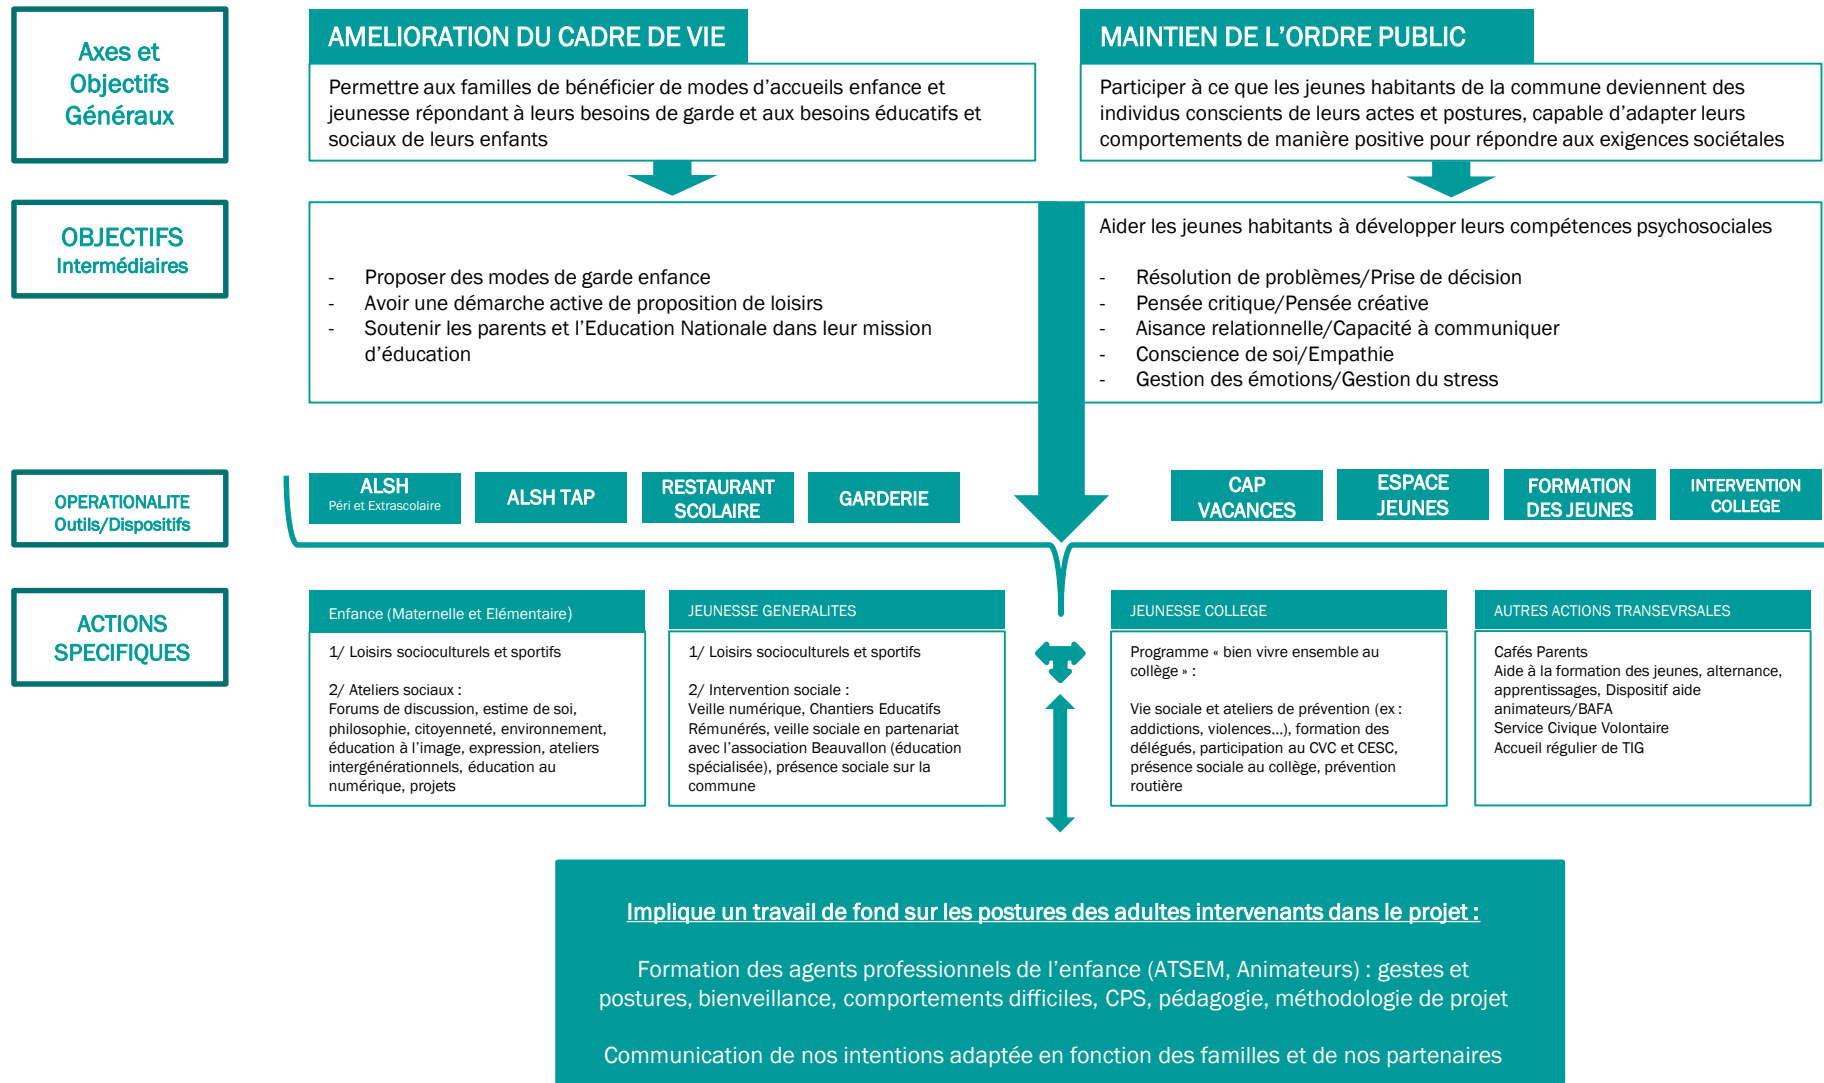 Axes et
Objectifs
Généraux
AMELIORATION DU CADRE DE VIE
Permettre aux familles de bénéficier de modes d'accueils enfance et
jeunesse répondant à leurs besoins de garde et aux besoins éducatifs et
sociaux de leurs enfants
MAINTIEN DE L'ORDRE PUBLIC
Participer à ce que les jeunes habitants de la commune deviennent des
individus conscients de leurs actes et postures, capable d'adapter leurs
comportements de manière positive pour répondre aux exigences sociétales
OBJECTIFS
Intermédiaires
- Proposer des modes de garde enfance
- Avoir une démarche active de proposition de loisirs
- Soutenir les parents et l'Education Nationale dans leur mission
d'éducation
Aider les jeunes habitants à développer leurs compétences psychosociales
- Résolution de problèmes/Prise de décision
- Pensée critique/Pensée créative
- Aisance relationnelle/Capacité à communiquer
- Conscience de soi/Empathie
- Gestion des émotions/Gestion du stress
OPERATIONALITE
Outils/Dispositifs
ALSH
Péri et Extrascolaire
ALSH TAP
RESTAURANT
SCOLAIRE
GARDERIE
CAP
VACANCES
ESPACE
JEUNES
FORMATION
DES JEUNES
INTERVENTION
COLLEGE
ACTIONS
SPECIFIQUES
Enfance (Maternelle et Elémentaire)
1/ Loisirs socioculturels et sportifs
2/ Ateliers sociaux :
Forums de discussion, estime de soi,
philosophie, citoyenneté, environnement,
éducation à l'image, expression, ateliers
intergénérationnels, éducation au
numérique, projets
JEUNESSE GENERALITES
1/ Loisirs socioculturels et sportifs
2/ Intervention sociale :
Veille numérique, Chantiers Educatifs
Rémunérés, veille sociale en partenariat
avec l'association Beauvallon (éducation
spécialisée), présence sociale sur la
commune
JEUNESSE COLLEGE
Programme « bien vivre ensemble au
collège » :
Vie sociale et ateliers de prévention (ex :
addictions, violences…), formation des
délégués, participation au CVC et CESC,
présence sociale au collège, prévention
routière
AUTRES ACTIONS TRANSEVRSALES
Cafés Parents
Aide à la formation des jeunes, alternance,
apprentissages, Dispositif aide
animateurs/BAFA
Service Civique Volontaire
Accueil régulier de TIG
Implique un travail de fond sur les postures des adultes intervenants dans le projet :
Formation des agents professionnels de l'enfance (ATSEM, Animateurs) : gestes et
postures, bienveillance, comportements difficiles, CPS, pédagogie, méthodologie de projet
Communication de nos intentions adaptée en fonction des familles et de nos partenaires